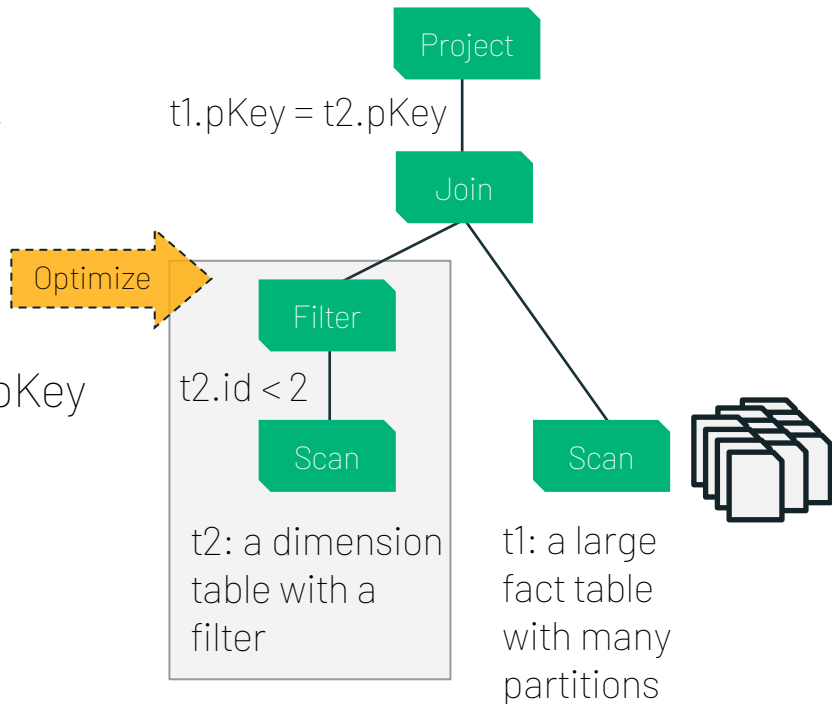 Project
t1.pKey = t2.pKey
Join
Optimize
Filter
pKey
t2.id < 2
Scan
Scan
t2: a dimension
table with a
filter
t1: a large
fact table
with many
partitions